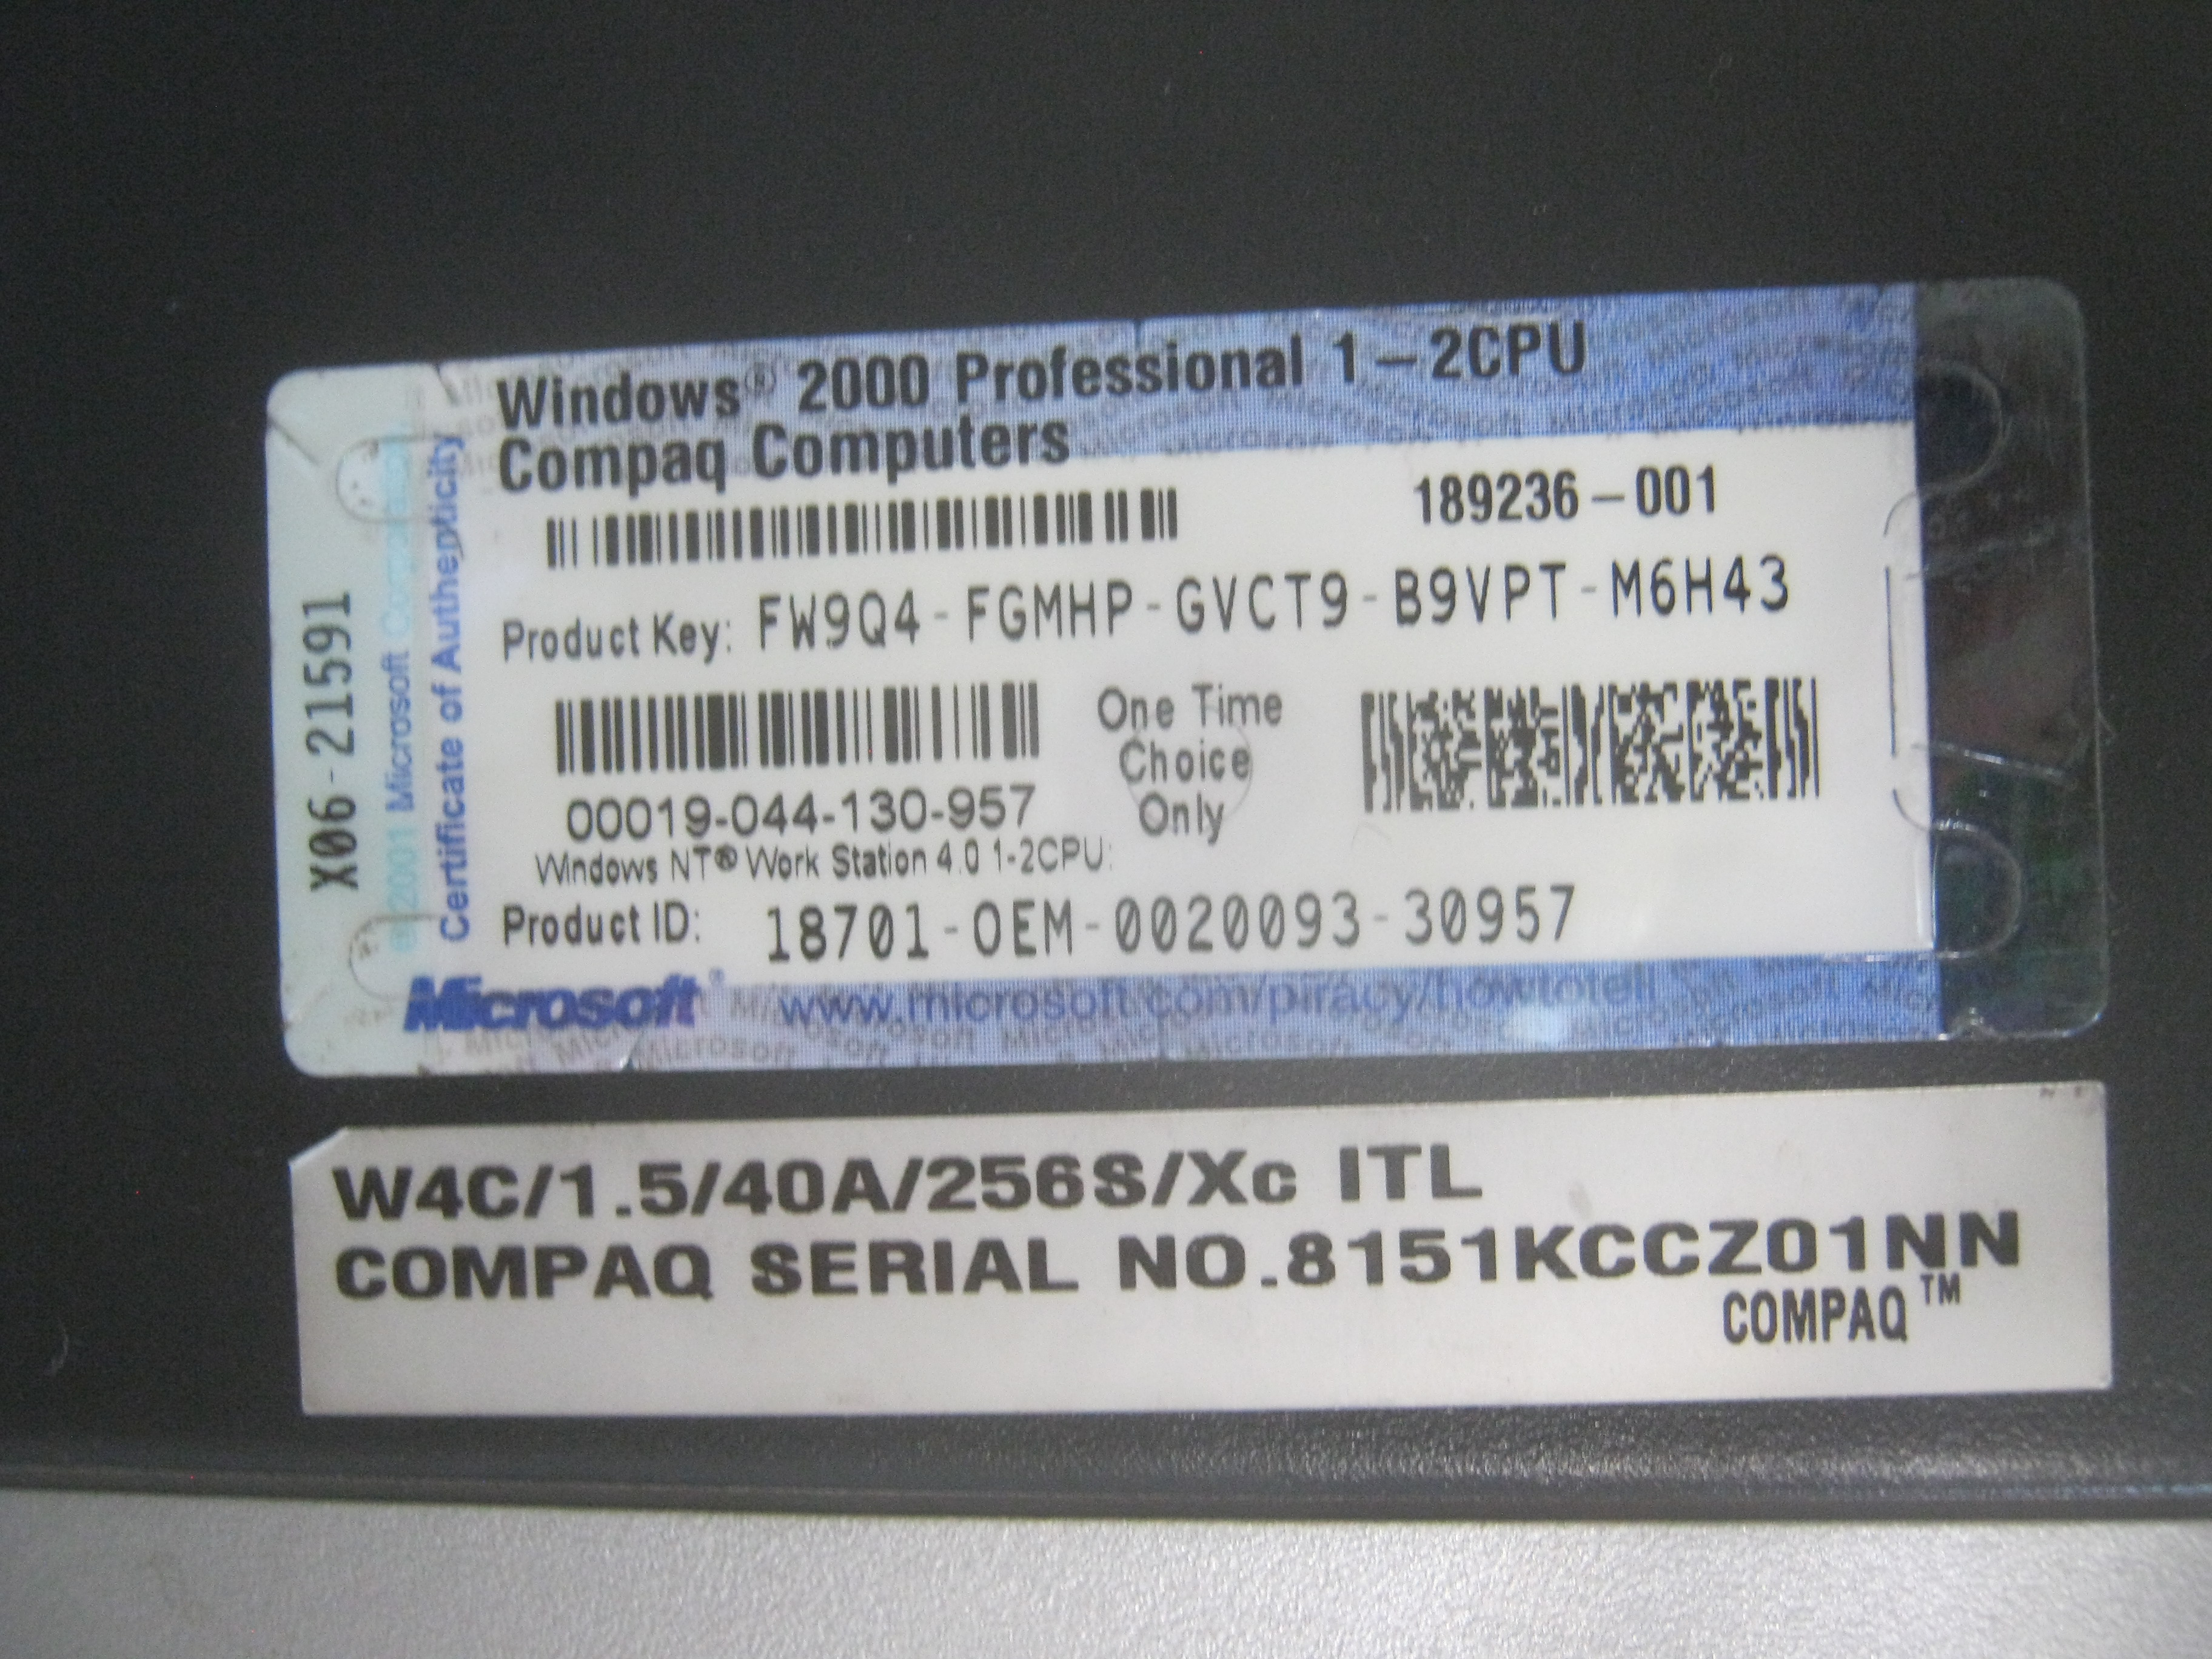 Windows® 2000 Professional 1-2CPU
Compaq Computers
189236-001
Product Key: FW9Q4-FGMHP-GVCT9-B9VPT-M6H43
One Time
Choice
Only
00019-044-130-957
Windows NT® Work Station 4.0 1-2CPU:
Product ID: 18701-OEM-0020093-30957
Microsoft® www.microsoft.com/piracy/howtotell
X06-21591
©2001 Microsoft Corporation.
Certificate of Authenticity
W4C/1.5/40A/256S/Xc ITL
COMPAQ SERIAL NO.8151KCCZ01NN
COMPAQ™